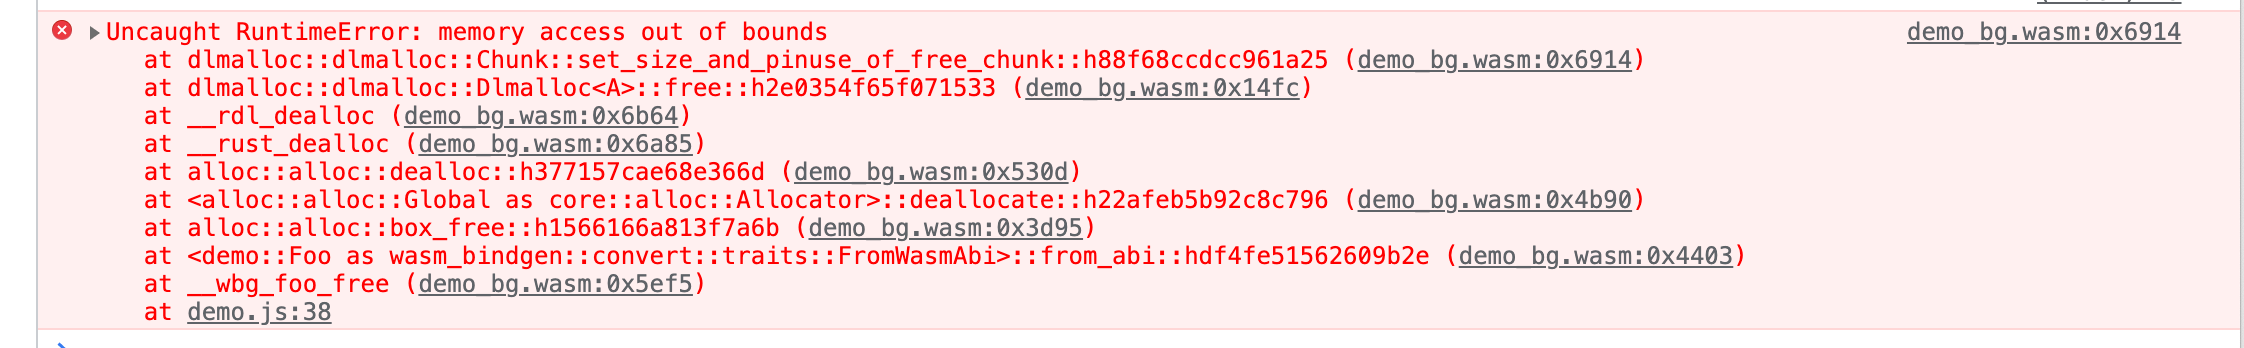 Uncaught RuntimeError: memory access out of bounds demo_bg.wasm:0x6914
at dlmalloc::dlmalloc::Chunk::set_size_and_pinuse_of_free_chunk::h88f68ccdcc961a25 (demo_bg.wasm:0x6914)
at dlmalloc::dlmalloc::Dlmalloc<A>::free::h2e0354f65f071533 (demo_bg.wasm:0x14fc)
at __rdl_dealloc (demo_bg.wasm:0x6b64)
at __rust_dealloc (demo_bg.wasm:0x6a85)
at alloc::alloc::dealloc::h377157cae68e366d (demo_bg.wasm:0x530d)
at <alloc::alloc::Global as core::alloc::Allocator>::deallocate::h22afeb5b92c8c796 (demo_bg.wasm:0x4b90)
at alloc::alloc::box_free::h1566166a813f7a6b (demo_bg.wasm:0x3d95)
at <demo::Foo as wasm_bindgen::convert::traits::FromWasmAbi>::from_abi::hdf4fe51562609b2e (demo_bg.wasm:0x4403)
at __wbg_foo_free (demo_bg.wasm:0x5ef5)
at demo.js:38